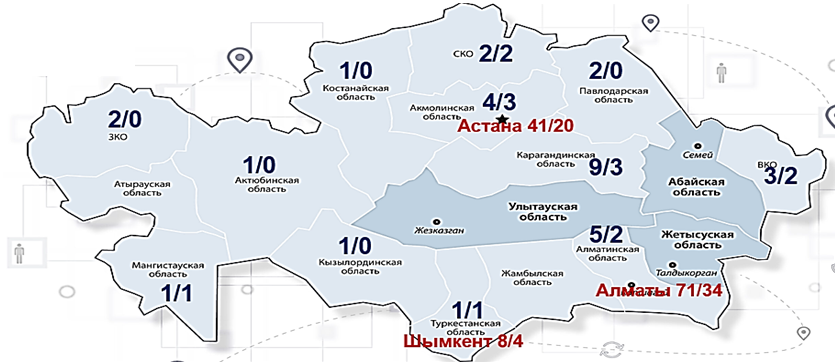 СКО 2/2
1/0
Костанайская
область
2/0
Павлодарская
область
Акмолинская
область
4/3
Астана 41/20
2/0
ЗКО
1/0
Актюбинская
область
Атырауская
область
Карагандинская
область
9/3
Семей
Абайская
область
ВКО
3/2
Улытауская
область
Жезказган
Жетысуская
область
Талдыкорган
5/2
Алматинская
область
Алматы 71/34
Мангистауская
область
1/1
1/0
Кызылординская
область
Жамбылская
область
1/1
Туркестанская
область
Шымкент 8/4